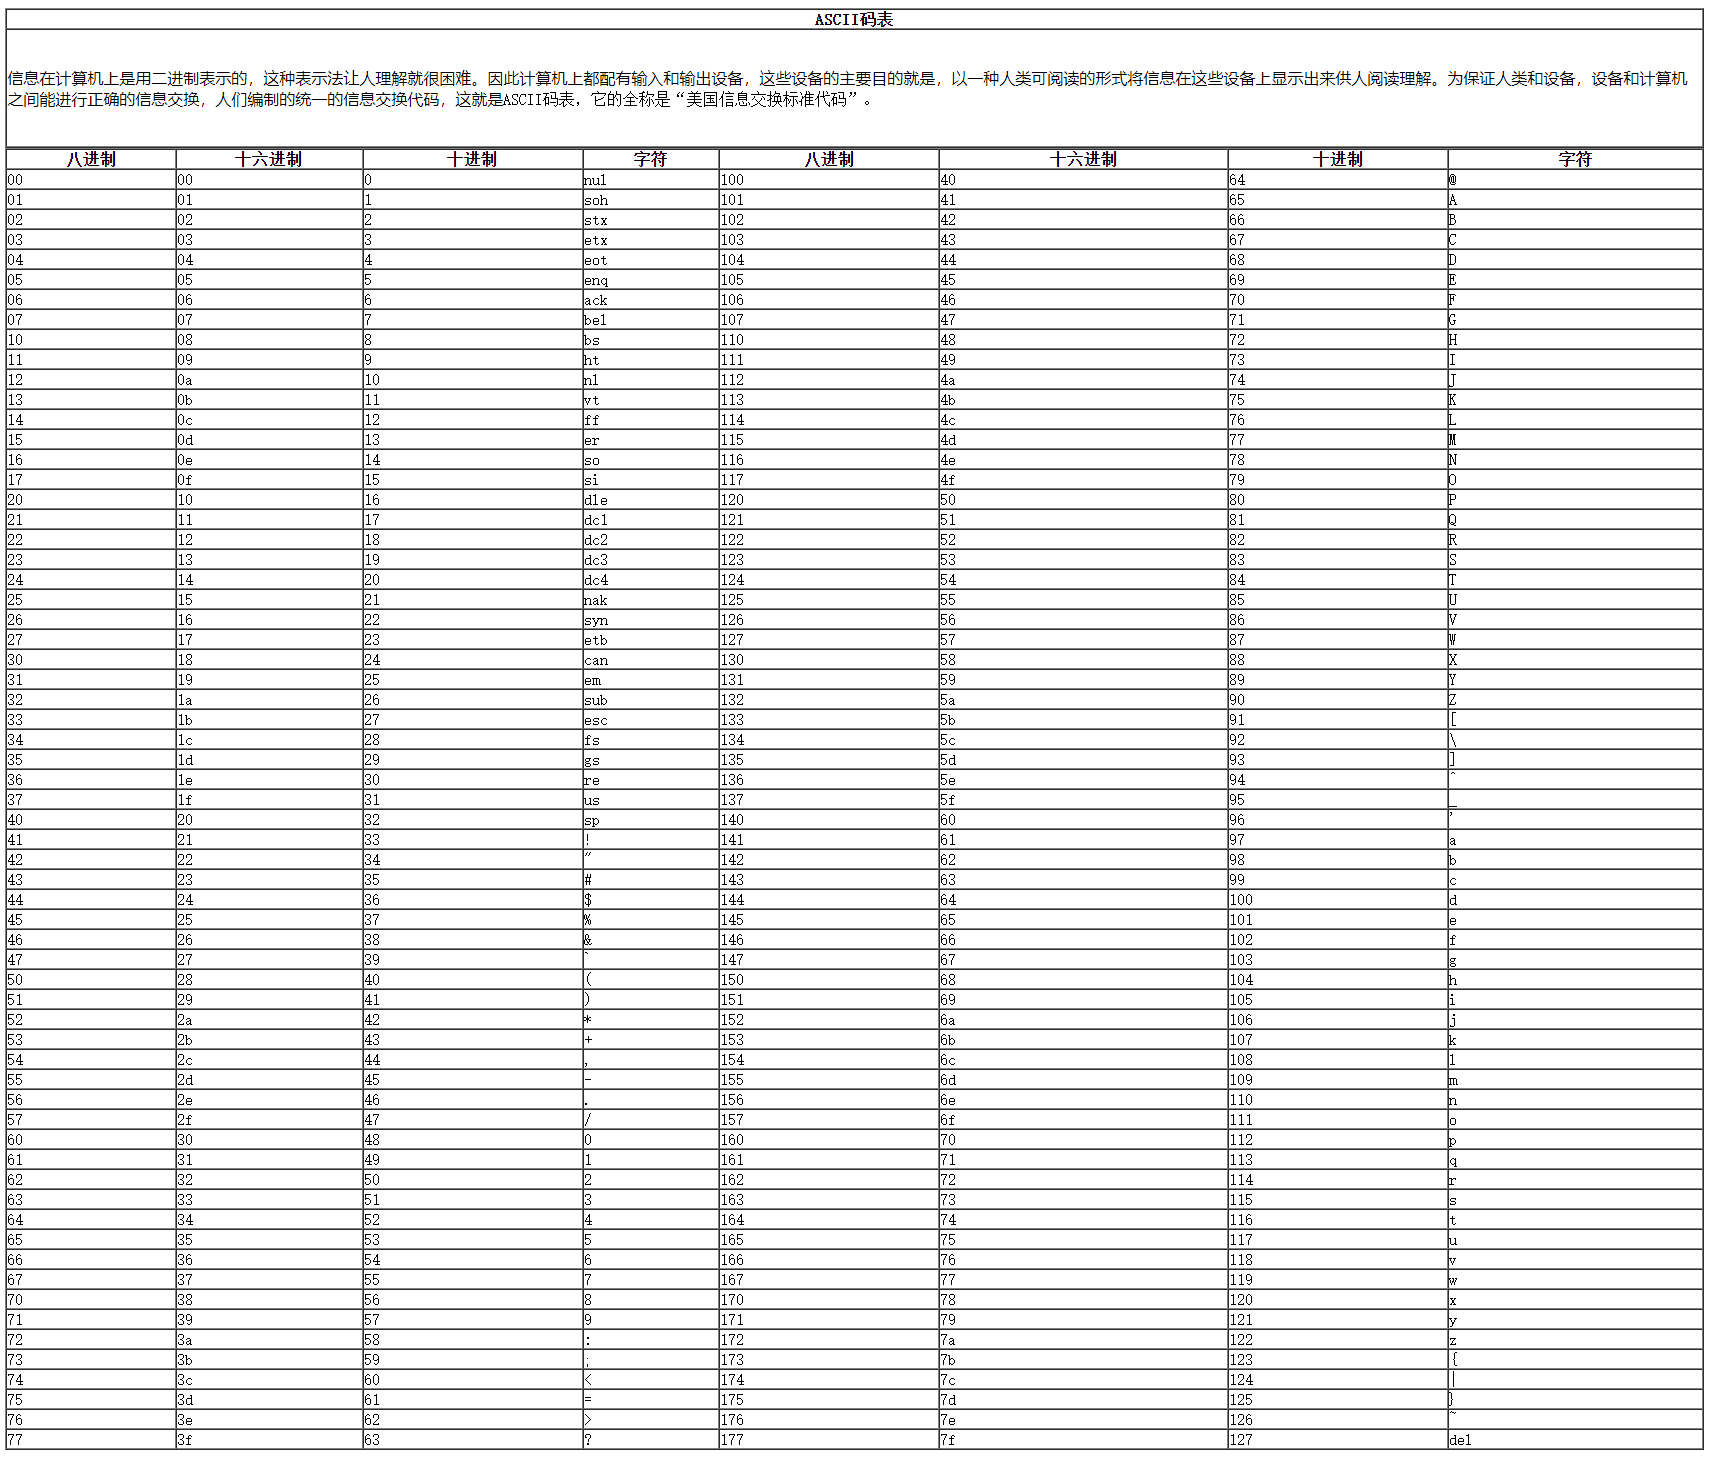 ASCII码表
信息在计算机上是用二进制表示的，这种表示法让人理解就很困难。因此计算机上都配有输入和输出设备，这些设备的主要目的就是，以一种人类可阅读的形式将信息在这些设备上显示出来供人阅读理解。为保证人类和设备，设备和计算机
之间能进行正确的信息交换，人们编制的统一的信息交换代码，这就是ASCII码表，它的全称是“美国信息交换标准代码”。
八进制 十六进制 十进制 字符 八进制 十六进制 十进制 字符
00 00 0 nul 100 40 64 @
01 01 1 soh 101 41 65 A
02 02 2 stx 102 42 66 B
03 03 3 etx 103 43 67 C
04 04 4 eot 104 44 68 D
05 05 5 enq 105 45 69 E
06 06 6 ack 106 46 70 F
07 07 7 bel 107 47 71 G
10 08 8 bs 110 48 72 H
11 09 9 ht 111 49 73 I
12 0a 10 nl 112 4a 74 J
13 0b 11 vt 113 4b 75 K
14 0c 12 ff 114 4c 76 L
15 0d 13 er 115 4d 77 M
16 0e 14 so 116 4e 78 N
17 0f 15 si 117 4f 79 O
20 10 16 dle 120 50 80 P
21 11 17 dc1 121 51 81 Q
22 12 18 dc2 122 52 82 R
23 13 19 dc3 123 53 83 S
24 14 20 dc4 124 54 84 T
25 15 21 nak 125 55 85 U
26 16 22 syn 126 56 86 V
27 17 23 etb 127 57 87 W
30 18 24 can 130 58 88 X
31 19 25 em 131 59 89 Y
32 1a 26 sub 132 5a 90 Z
33 1b 27 esc 133 5b 91 [
34 1c 28 fs 134 5c 92 \
35 1d 29 gs 135 5d 93 ]
36 1e 30 re 136 5e 94 ^
37 1f 31 us 137 5f 95 _
40 20 32 sp 140 60 96 '
41 21 33 ! 141 61 97 a
42 22 34 " 142 62 98 b
43 23 35 # 143 63 99 c
44 24 36 $ 144 64 100 d
45 25 37 % 145 65 101 e
46 26 38 & 146 66 102 f
47 27 39 ` 147 67 103 g
50 28 40 ( 150 68 104 h
51 29 41 ) 151 69 105 i
52 2a 42 * 152 6a 106 j
53 2b 43 + 153 6b 107 k
54 2c 44 , 154 6c 108 l
55 2d 45 - 155 6d 109 m
56 2e 46 . 156 6e 110 n
57 2f 47 / 157 6f 111 o
60 30 48 0 160 70 112 p
61 31 49 1 161 71 113 q
62 32 50 2 162 72 114 r
63 33 51 3 163 73 115 s
64 34 52 4 164 74 116 t
65 35 53 5 165 75 117 u
66 36 54 6 166 76 118 v
67 37 55 7 167 77 119 w
70 38 56 8 170 78 120 x
71 39 57 9 171 79 121 y
72 3a 58 : 172 7a 122 z
73 3b 59 ; 173 7b 123 {
74 3c 60 < 174 7c 124 |
75 3d 61 = 175 7d 125 }
76 3e 62 > 176 7e 126 ~
77 3f 63 ? 177 7f 127 del